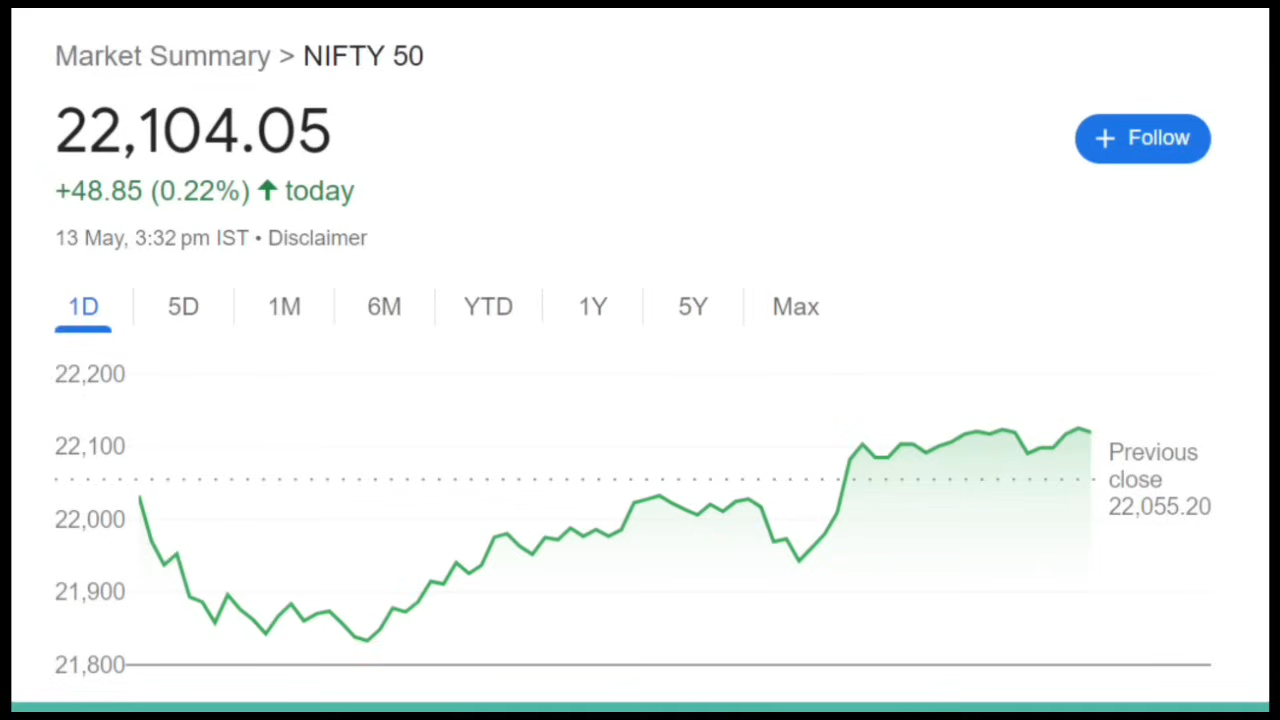 Market Summary > NIFTY 50
22,104.05
+ Follow
+48.85 (0.22%) ↑ today
13 May, 3:32 pm IST • Disclaimer
1D 5D 1M 6M YTD 1Y 5Y Max
22,200
22,100
22,000
21,900
21,800
Previous
close
22,055.20